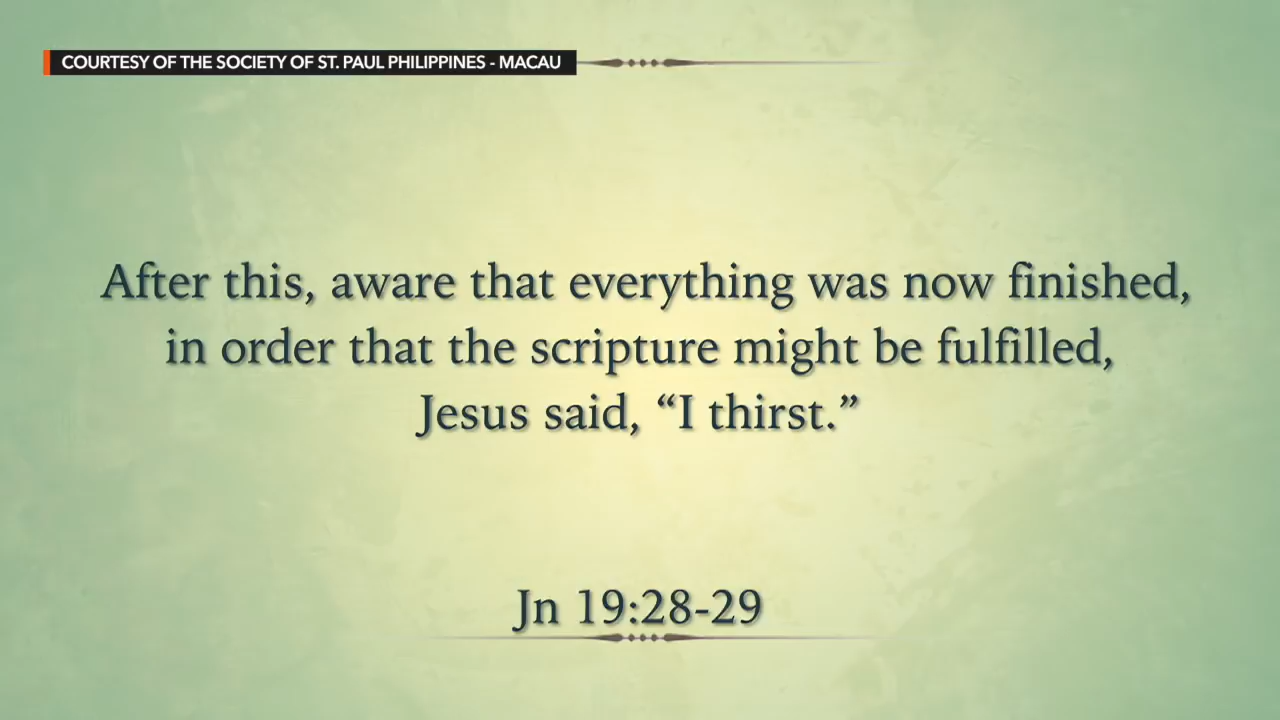 COURTESY OF THE SOCIETY OF ST. PAUL PHILIPPINES - MACAU
After this, aware that everything was now finished,
in order that the scripture might be fulfilled,
Jesus said, “I thirst.”
Jn 19:28-29